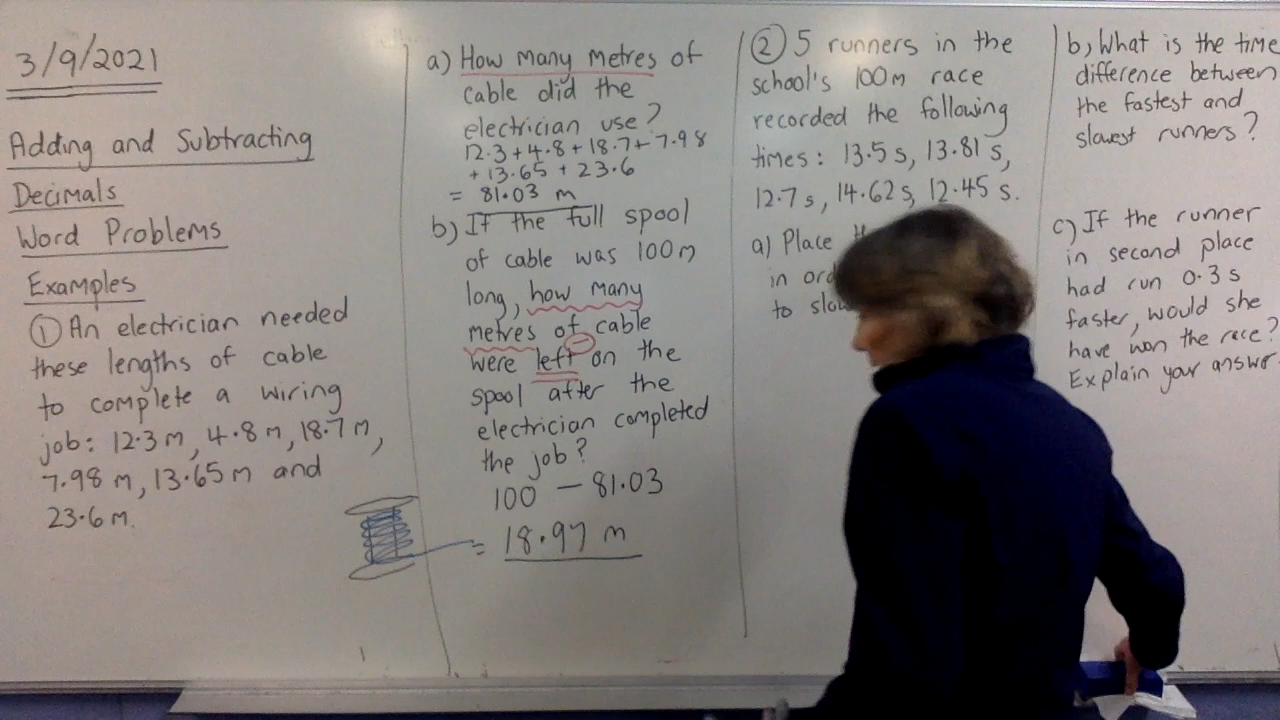 3/9/2021
Adding and Subtracting
Decimals
Word Problems
Examples
① An electrician needed
these lengths of cable
to complete a wiring
job: 12.3 m, 4.8 m, 18.7 m,
7.98 m, 13.65 m and
23.6 m.
a) How many metres of
cable did the
electrician use?
12.3 + 4.8 + 18.7 + 7.98
+ 13.65 + 23.6
= 81.03 m
b) If the full spool
of cable was 100 m
long, how many
metres of cable
−
were left on the
spool after the
electrician completed
the job?
100 − 81.03
= 18.97 m
② 5 runners in the
school's 100m race
recorded the following
times: 13.5 s, 13.81 s,
12.7 s, 14.62 s, 12.45 s.
a) Place
in
to
b) What is the time
difference between
the fastest and
slowest runners?
c) If the runner
in second place
had run 0.3 s
faster, would she
have won the race?
Explain your answer